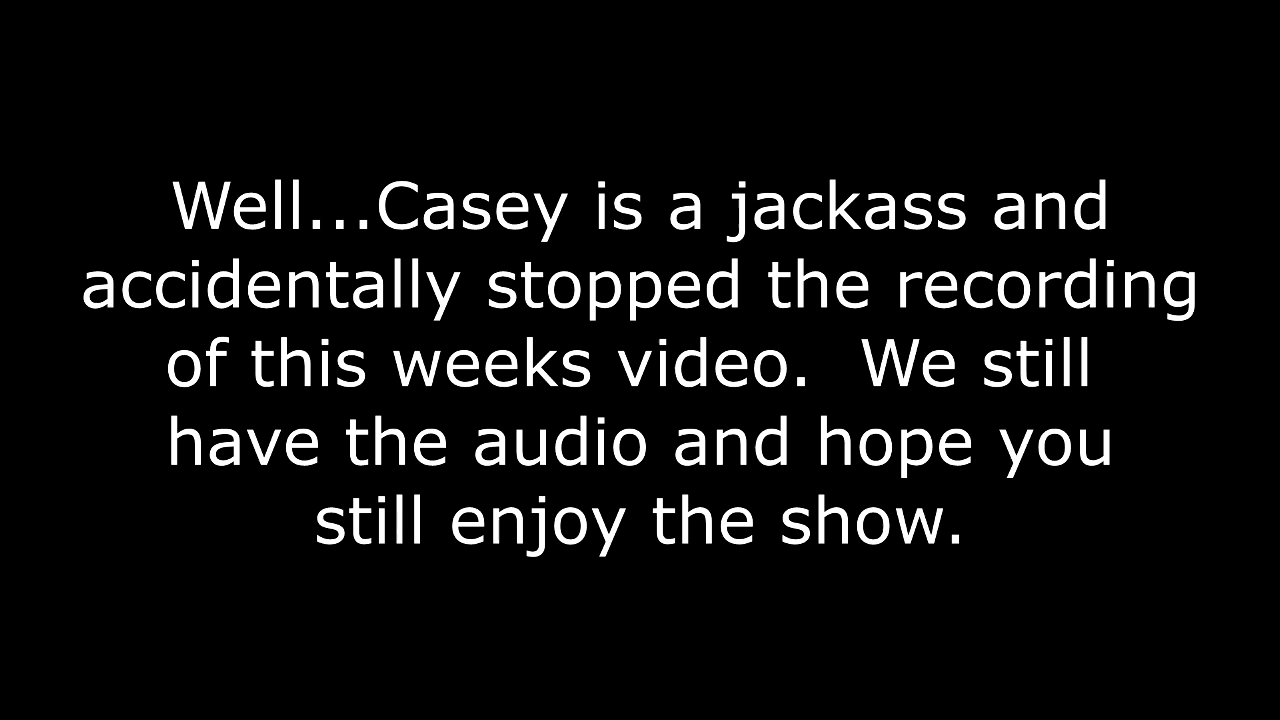 Well...Casey is a jackass and
accidentally stopped the recording
of this weeks video.  We still
have the audio and hope you
still enjoy the show.